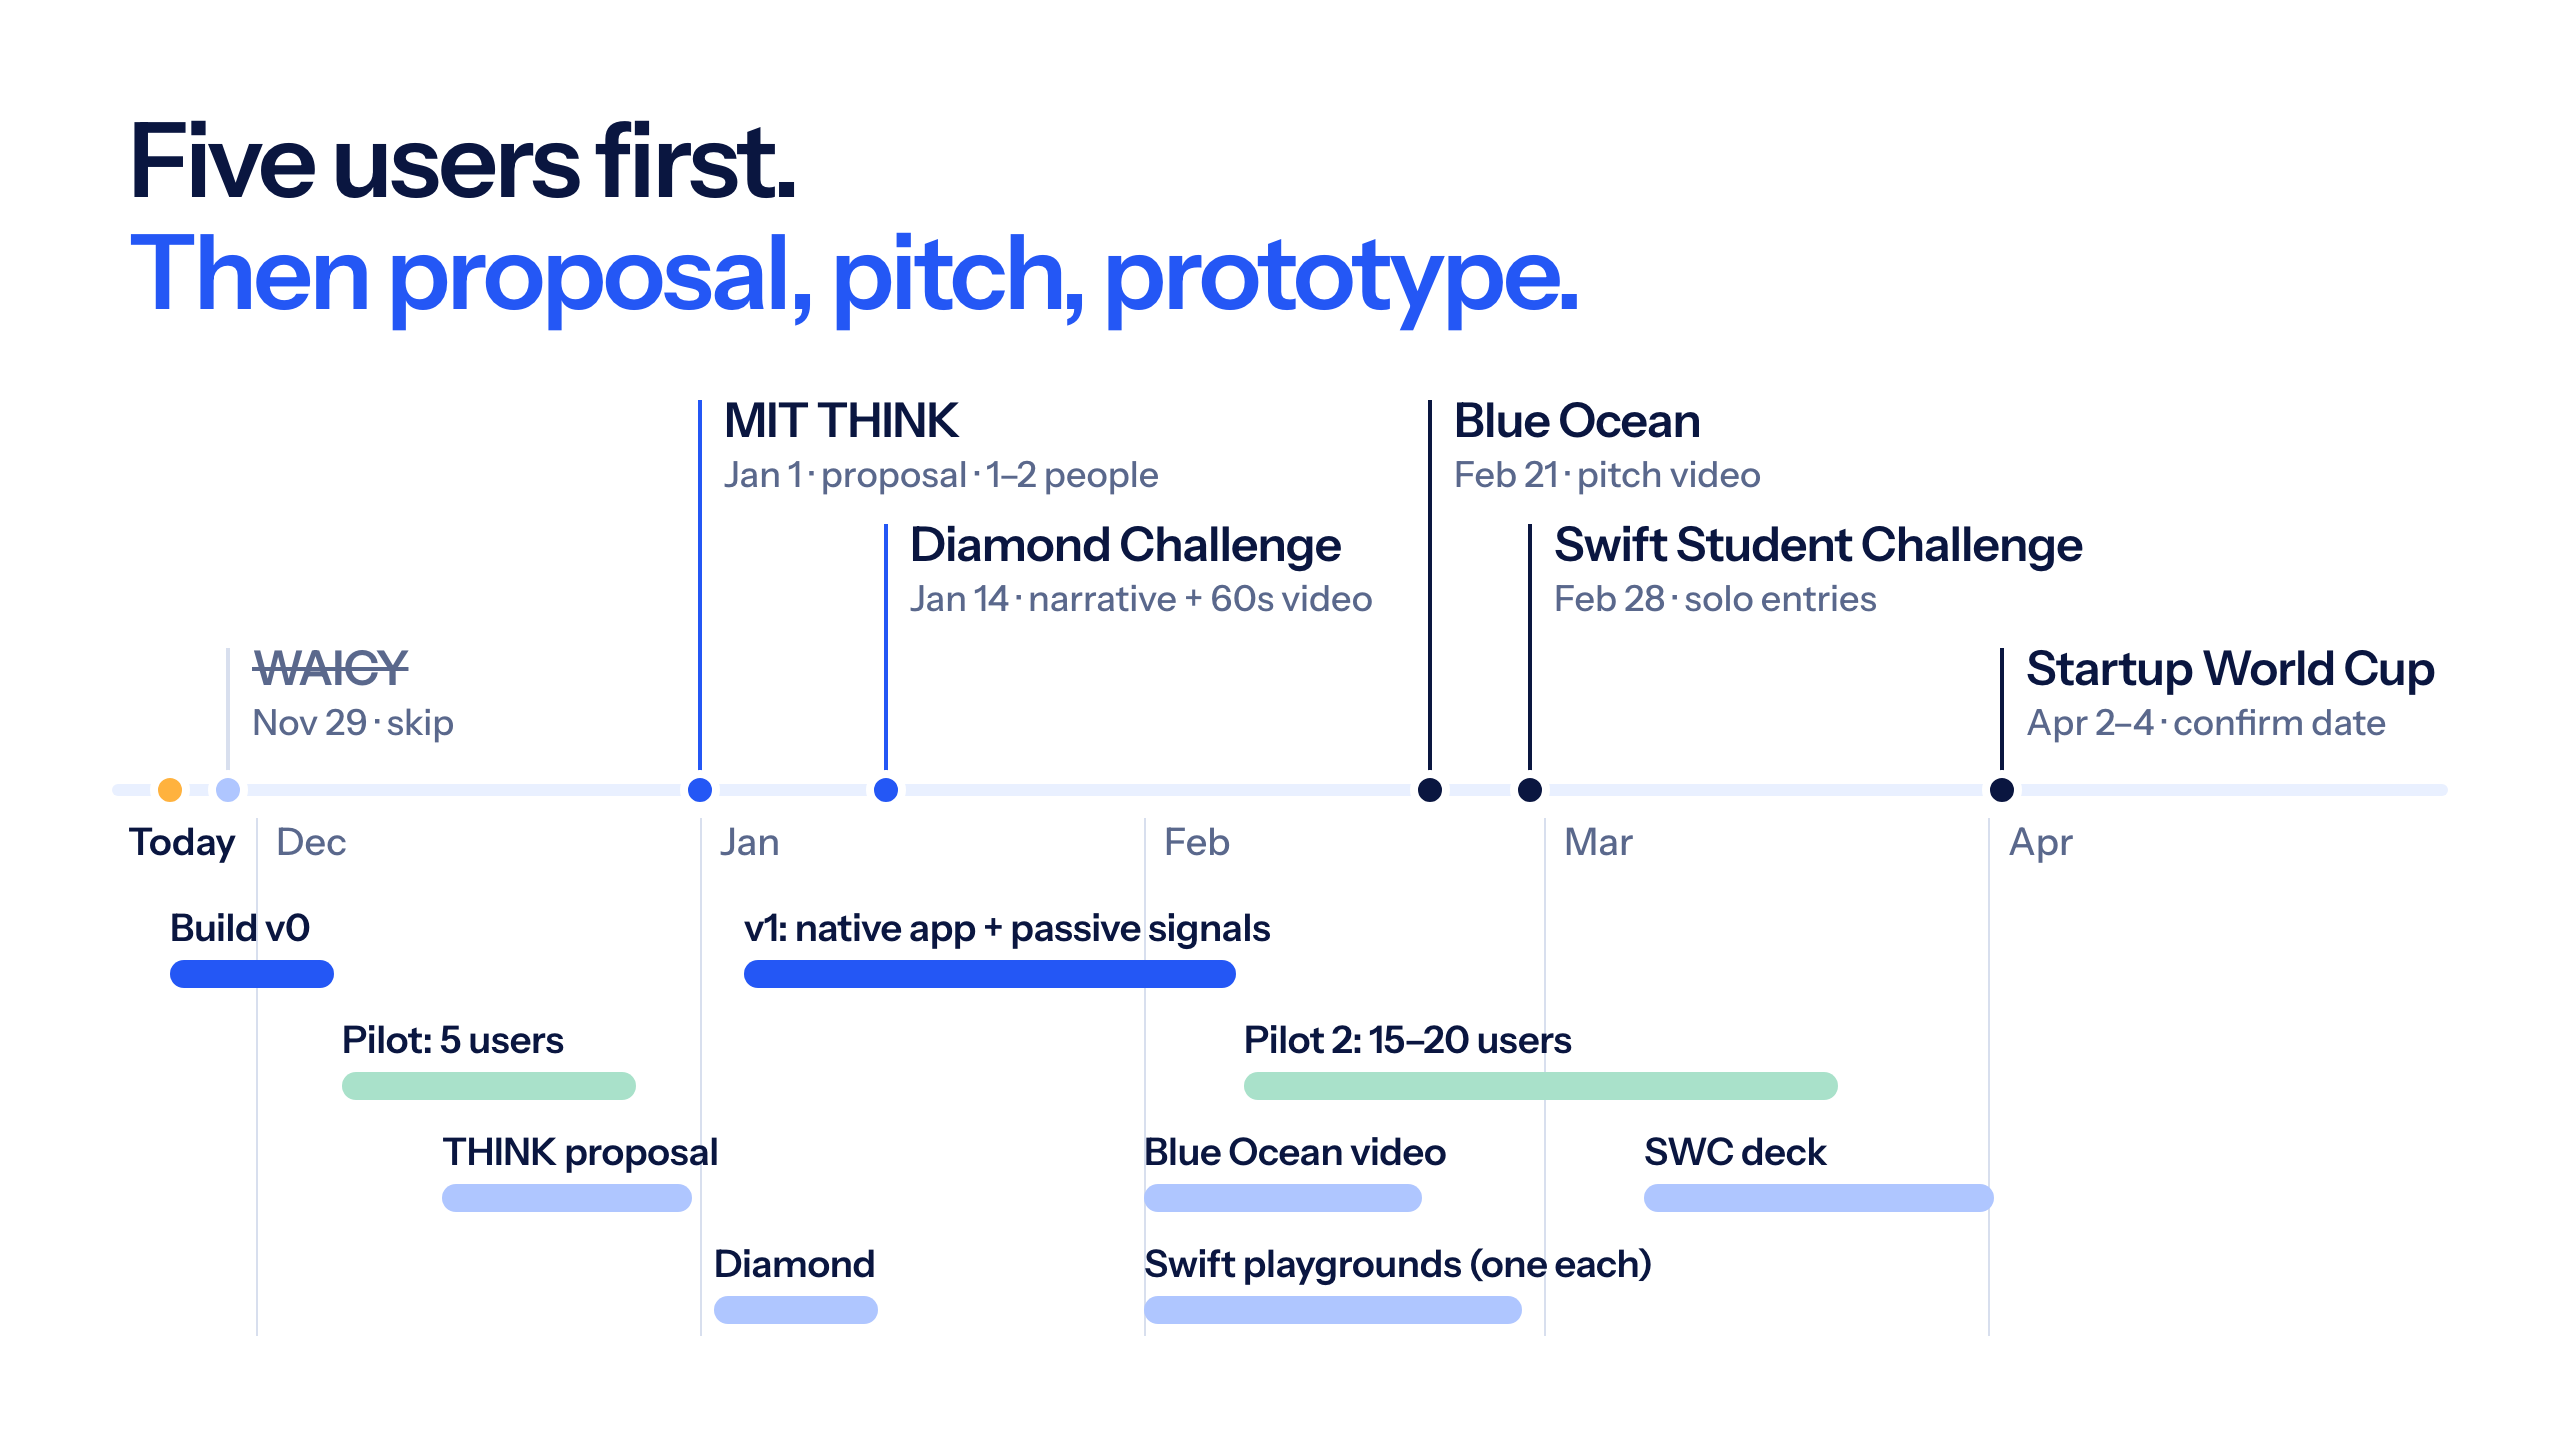 Five users first.
Then proposal, pitch, prototype.
MIT THINK
Jan 1 · proposal · 1–2 people
Blue Ocean
Feb 21 · pitch video
Diamond Challenge
Jan 14 · narrative + 60s video
Swift Student Challenge
Feb 28 · solo entries
WAICY
Nov 29 · skip
Startup World Cup
Apr 2–4 · confirm date
Today
Dec
Jan
Feb
Mar
Apr
Build v0
v1: native app + passive signals
Pilot: 5 users
Pilot 2: 15–20 users
THINK proposal
Blue Ocean video
SWC deck
Diamond
Swift playgrounds (one each)